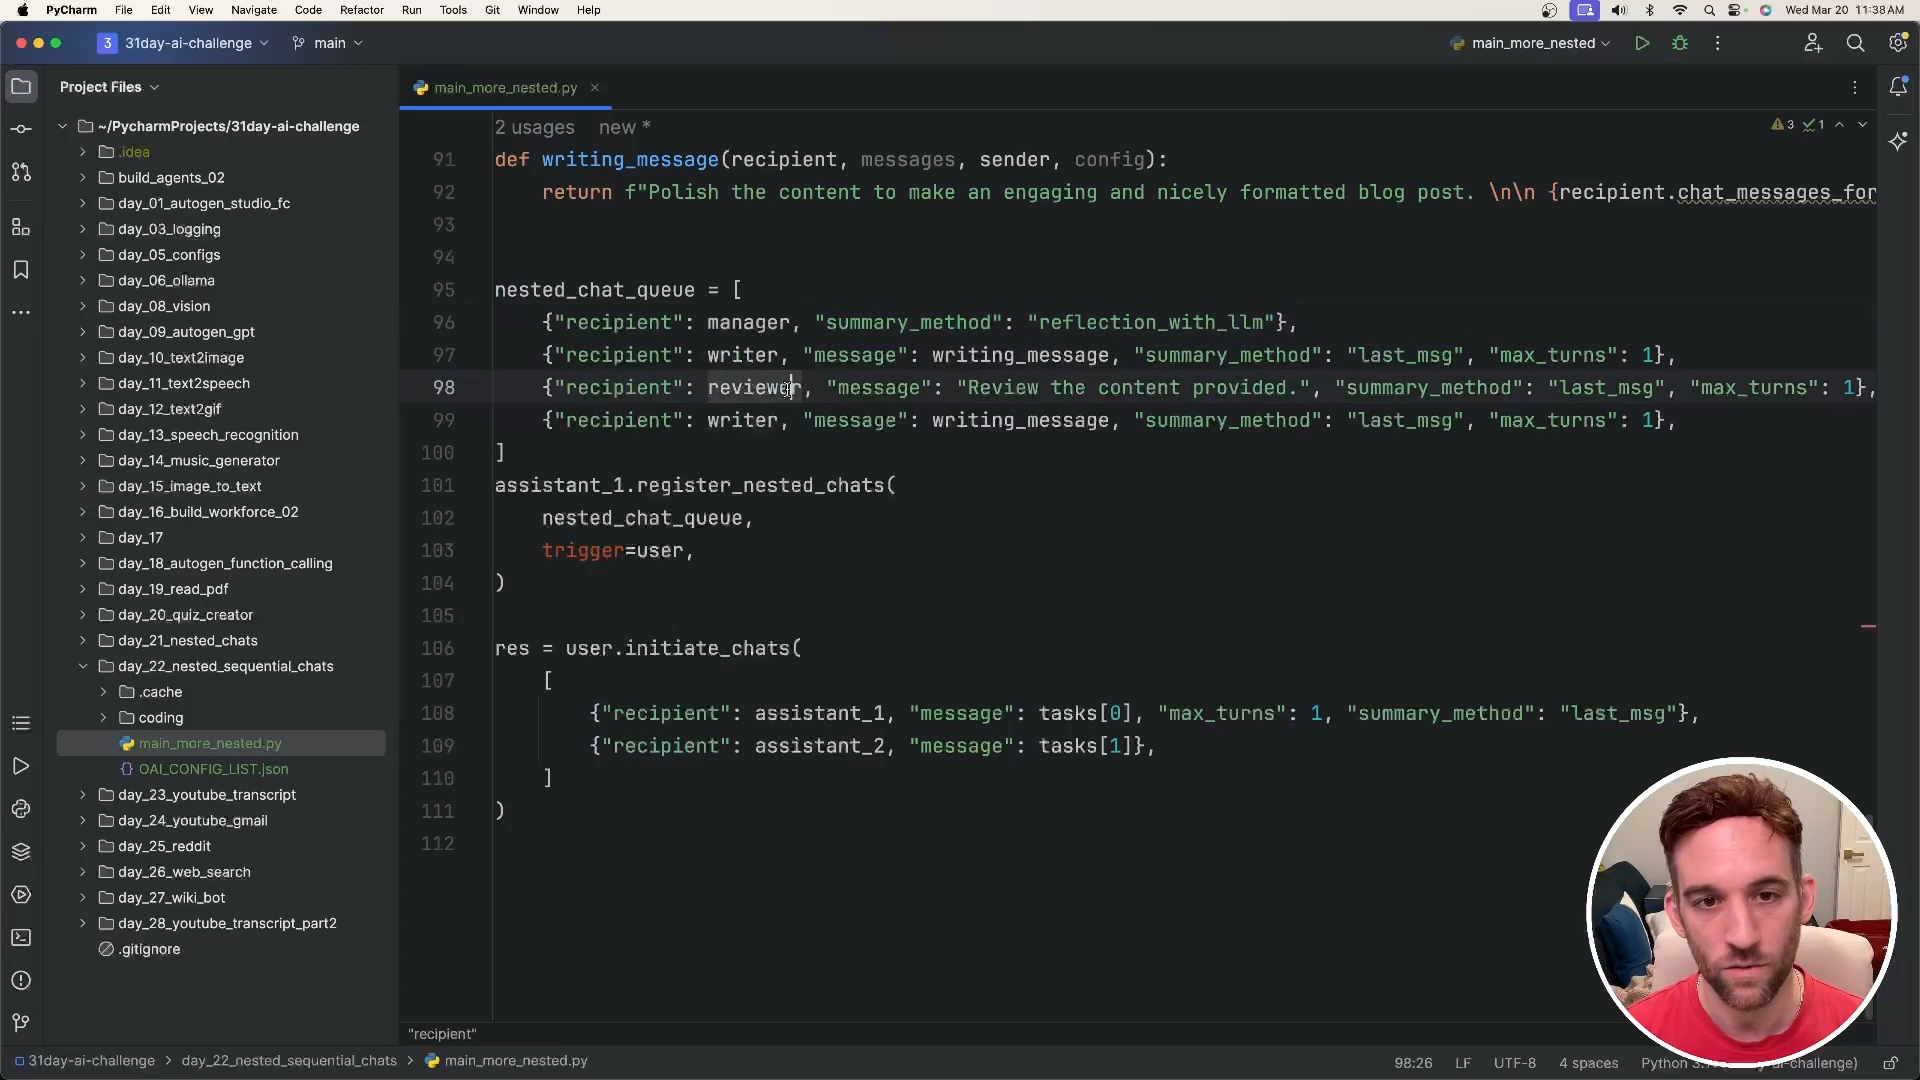 PyCharm File Edit View Navigate Code Refactor Run Tools Git Window Help Wed Mar 20 11:38 AM
3 31day-ai-challenge main main_more_nested
Project Files
~/PycharmProjects/31day-ai-challenge
.idea
build_agents_02
day_01_autogen_studio_fc
day_03_logging
day_05_configs
day_06_ollama
day_08_vision
day_09_autogen_gpt
day_10_text2image
day_11_text2speech
day_12_text2gif
day_13_speech_recognition
day_14_music_generator
day_15_image_to_text
day_16_build_workforce_02
day_17
day_18_autogen_function_calling
day_19_read_pdf
day_20_quiz_creator
day_21_nested_chats
day_22_nested_sequential_chats
.cache
coding
main_more_nested.py
OAI_CONFIG_LIST.json
day_23_youtube_transcript
day_24_youtube_gmail
day_25_reddit
day_26_web_search
day_27_wiki_bot
day_28_youtube_transcript_part2
.gitignore
main_more_nested.py
2 usages new *
3 1
91 def writing_message(recipient, messages, sender, config):
92 return f"Polish the content to make an engaging and nicely formatted blog post. \n\n {recipient.chat_messages_for
93
94
95 nested_chat_queue = [
96 {"recipient": manager, "summary_method": "reflection_with_llm"},
97 {"recipient": writer, "message": writing_message, "summary_method": "last_msg", "max_turns": 1},
98 {"recipient": reviewer, "message": "Review the content provided.", "summary_method": "last_msg", "max_turns": 1},
99 {"recipient": writer, "message": writing_message, "summary_method": "last_msg", "max_turns": 1},
100 ]
101 assistant_1.register_nested_chats(
102 nested_chat_queue,
103 trigger=user,
104 )
105
106 res = user.initiate_chats(
107 [
108 {"recipient": assistant_1, "message": tasks[0], "max_turns": 1, "summary_method": "last_msg"},
109 {"recipient": assistant_2, "message": tasks[1]},
110 ]
111 )
112
"recipient"
31day-ai-challenge > day_22_nested_sequential_chats > main_more_nested.py 98:26 LF UTF-8 4 spaces Python ai-challenge)